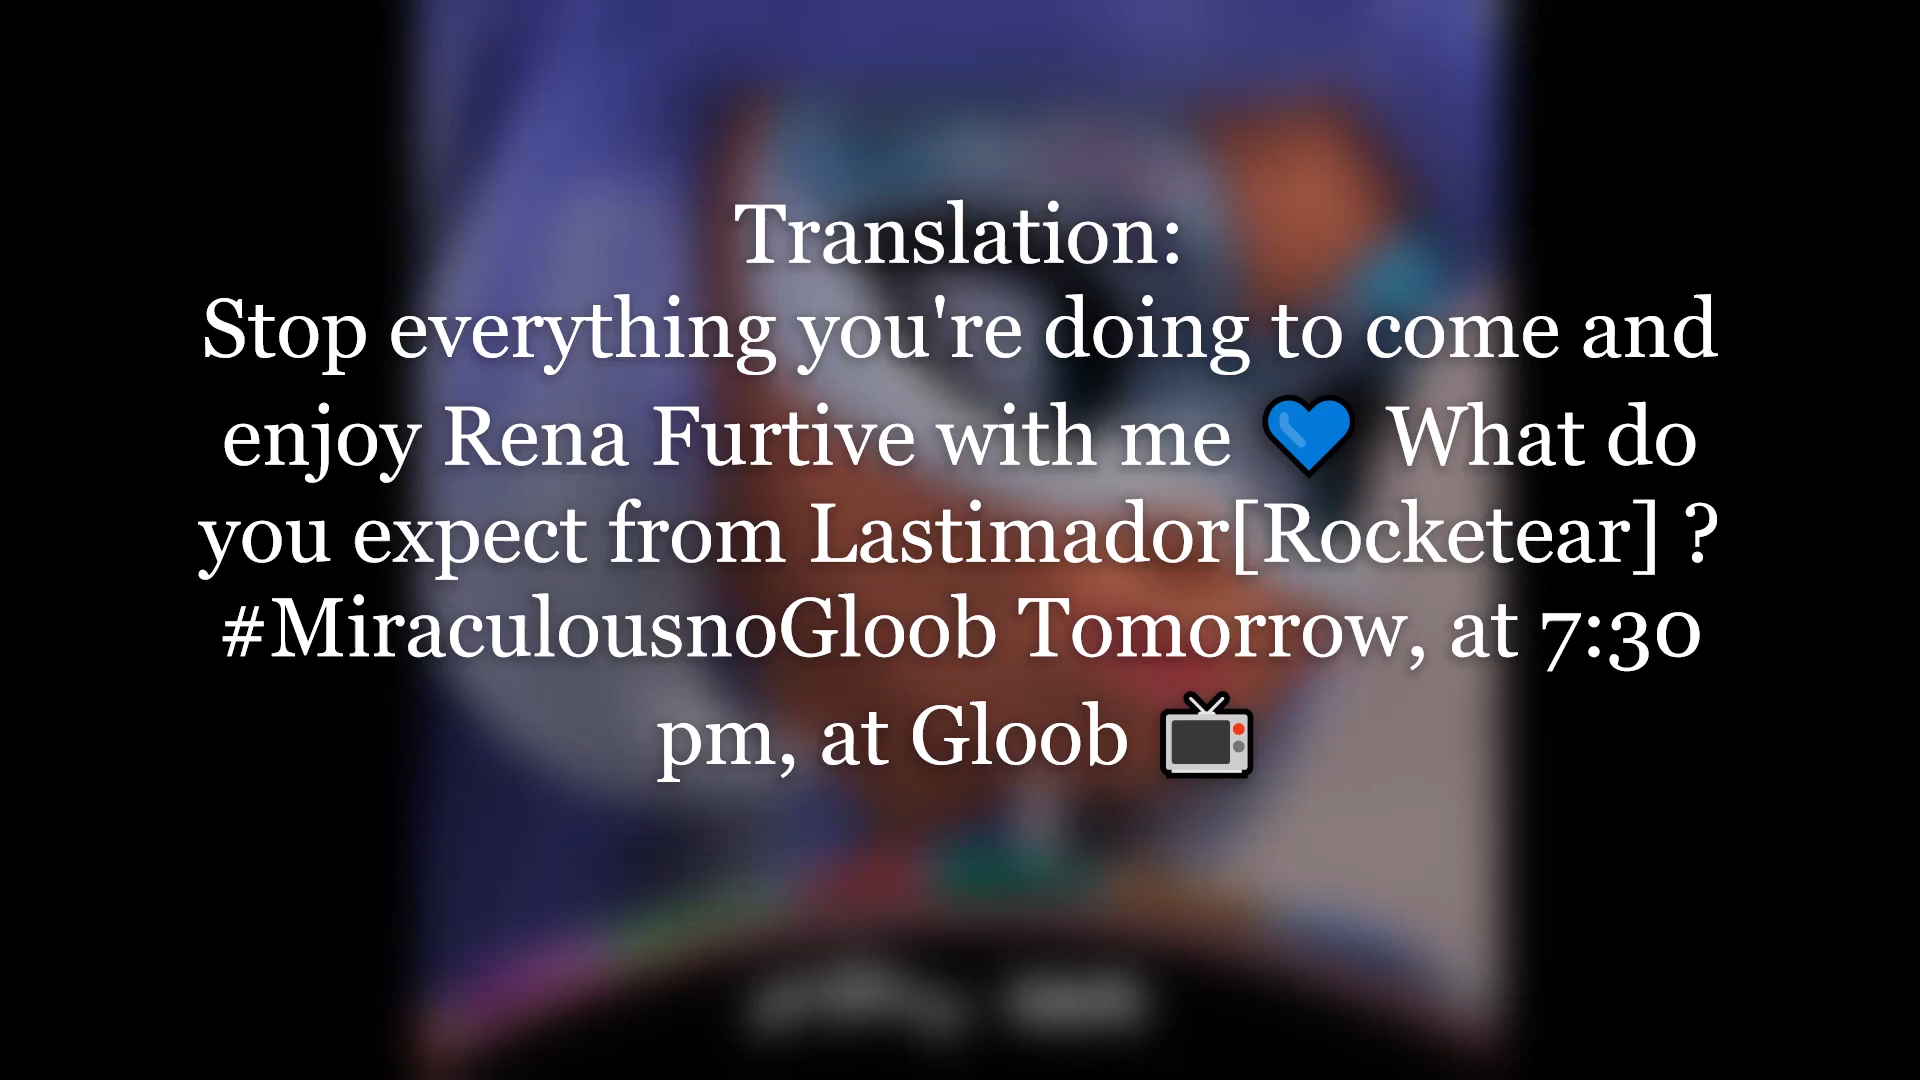 Translation:
Stop everything you're doing to come and
enjoy Rena Furtive with me 💙 What do
you expect from Lastimador[Rocketear] ?
#MiraculousnoGloob Tomorrow, at 7:30
pm, at Gloob 📺